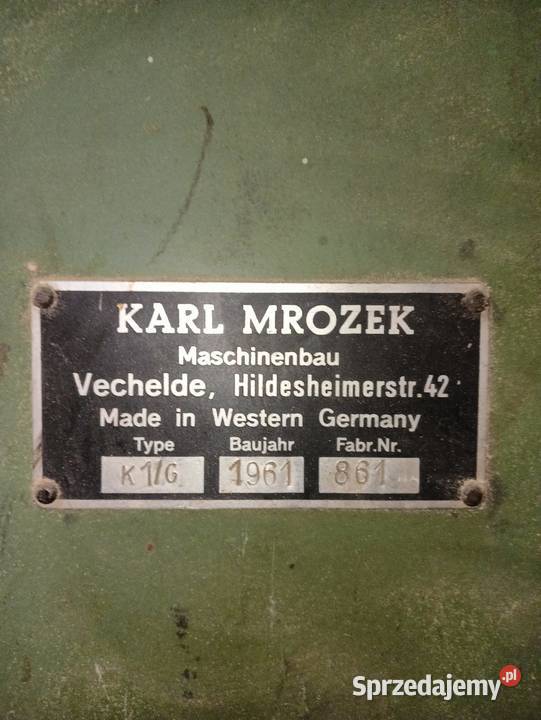 KARL MROZEK
Maschinenbau
Vechelde, Hildesheimerstr.42
Made in Western Germany
Type Baujahr Fabr.Nr.
K1/G 1961 861
Sprzedajemy.pl